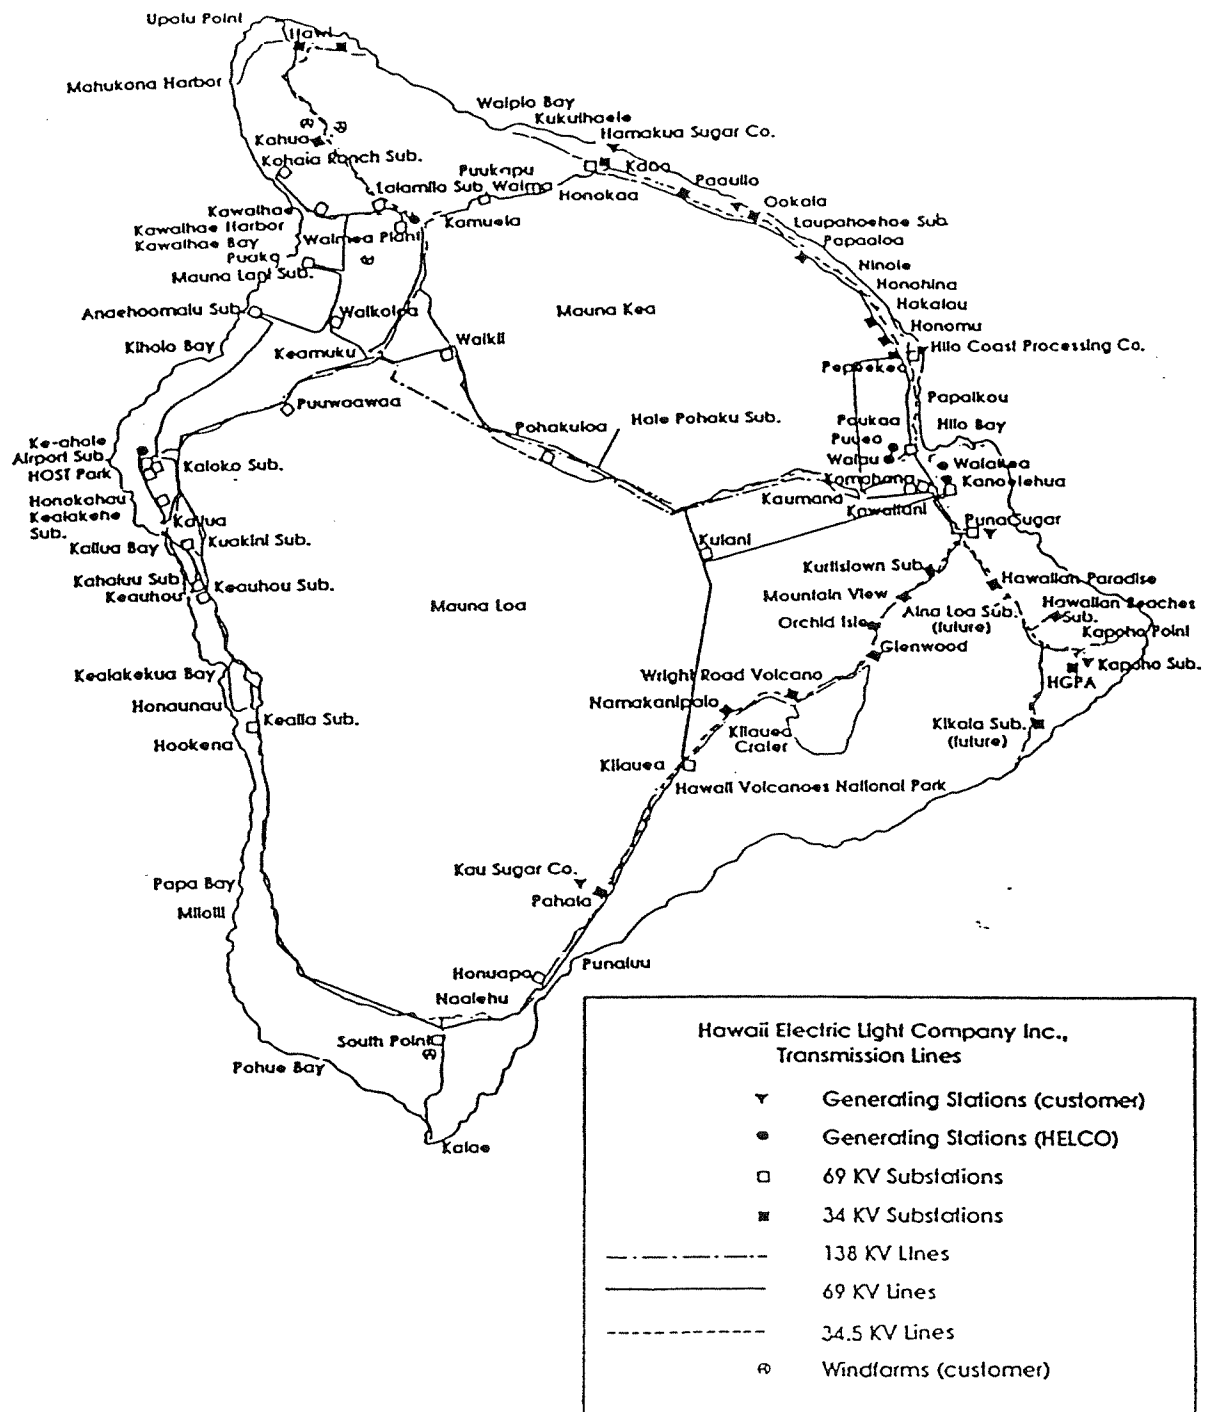 Upolu Point
Hawi
Mahukona Harbor
Waipio Bay
Kukuihaele
Hamakua Sugar Co.
Kahua
Kohala Ranch Sub.
Puukapu
Paauilo
Lalamilo Sub.
Waimea
Honokaa
Ookala
Kawaihae
Kamuela
Laupahoehoe Sub.
Kawaihae Harbor
Kawaihae Bay
Waimea Plant
Papaaloa
Puako
Mauna Lani Sub.
Ninole
Honohina
Hakalau
Anaehoomalu Sub.
Waikoloa
Mauna Kea
Honomu
Kiholo Bay
Keamuku
Waikii
Hilo Coast Processing Co.
Pepeekeo
Puuwaawaa
Papaikou
Hale Pohaku Sub.
Paukaa
Hilo Bay
Pohakuloa
Puueo
Ke-ahole
Airport Sub.
Kaloko Sub.
Waiau
Waiakea
HOST Park
Komohana
Kanoelehua
Honokahau
Kaumana
Kawailani
Kealakehe
Sub.
Kailua
Puna Sugar
Kailua Bay
Kuakini Sub.
Kulani
Kurtistown Sub.
Kahaluu Sub.
Keauhou Sub.
Hawaiian Paradise
Keauhou
Mauna Loa
Mountain View
Aina Loa Sub.
(future)
Hawaiian Beaches
Sub.
Orchid Isle
Kapoho Point
Glenwood
Kapoho Sub.
Kealakekua Bay
Wright Road Volcano
HGPA
Honaunau
Namakanipaio
Kealia Sub.
Kilauea
Crater
Kikala Sub.
(future)
Hookena
Kilauea
Hawaii Volcanoes National Park
Kau Sugar Co.
Papa Bay
Pahala
Milolii
Honuapo
Punaluu
Naalehu
South Point
Pohue Bay
Kalae
Hawaii Electric Light Company Inc.,
Transmission Lines
Generating Stations (customer)
Generating Stations (HELCO)
69 KV Substations
34 KV Substations
138 KV Lines
69 KV Lines
34.5 KV Lines
Windfarms (customer)